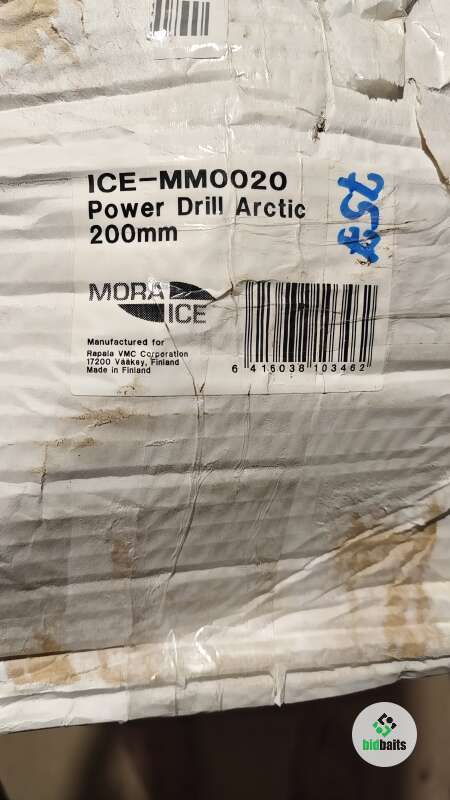 ICE-MM0020
Power Drill Arctic
200mm
MORA
ICE
Manufactured for
Rapala VMC Corporation
17200 Vääksy, Finland
Made in Finland
6 416038 103462
bidbaits